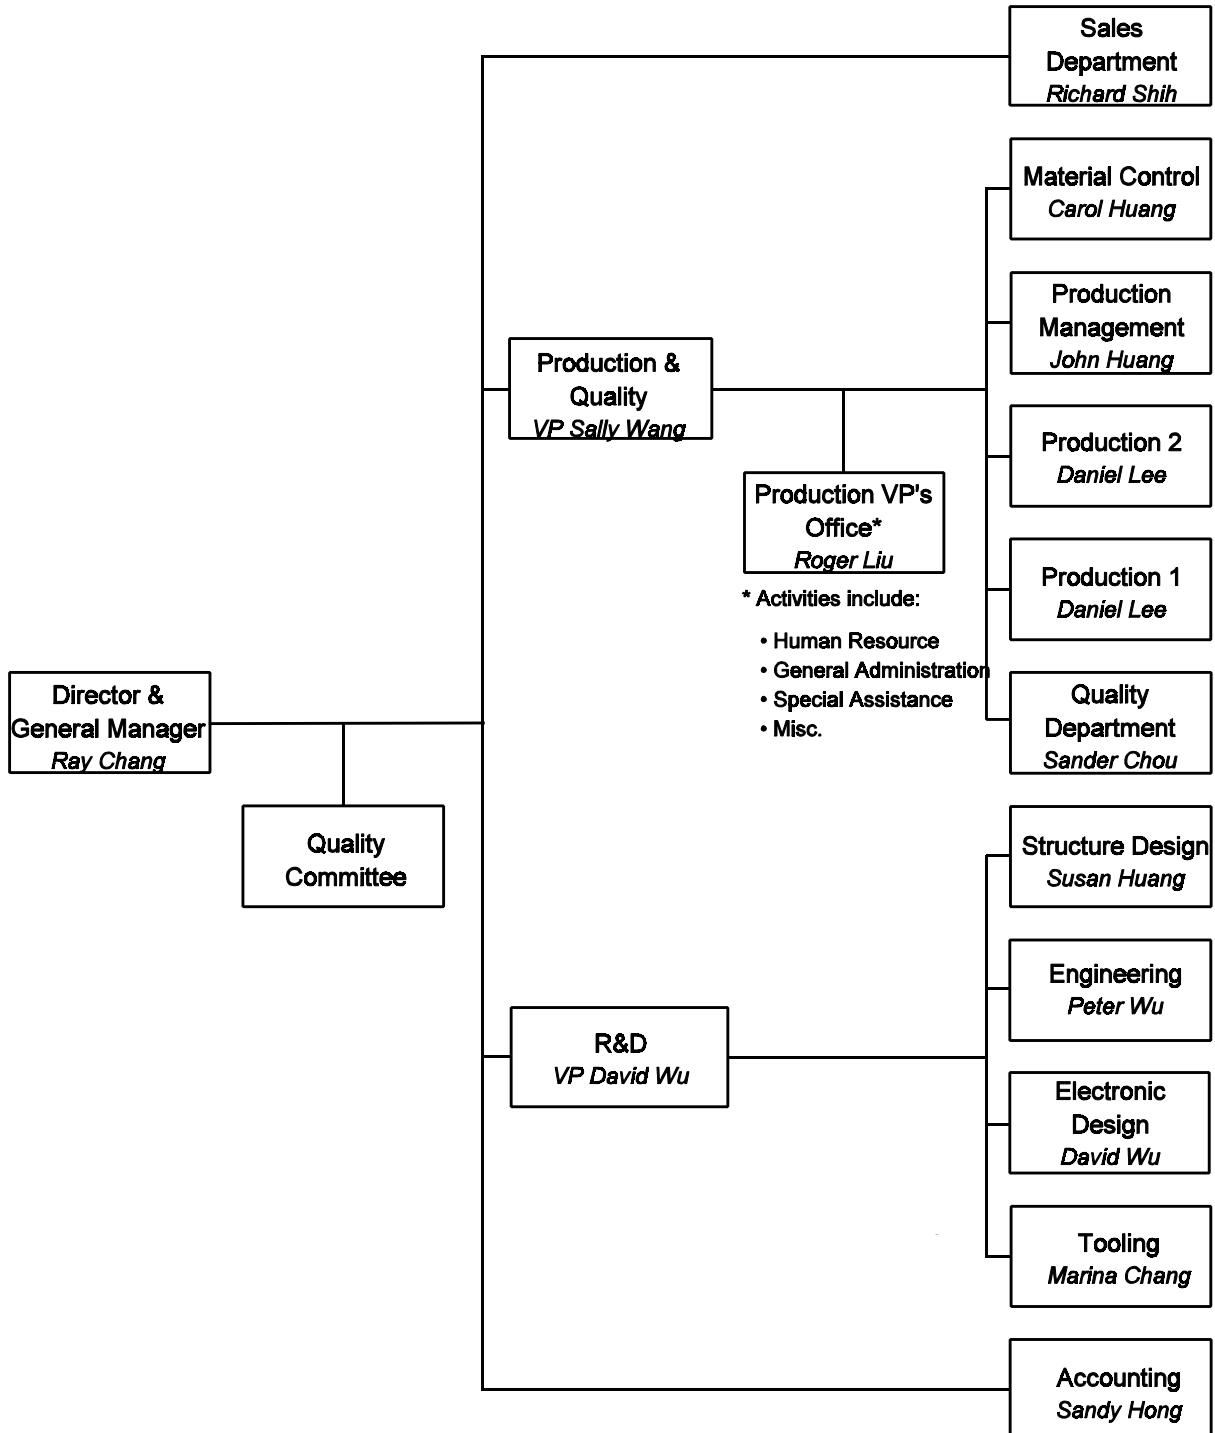 Sales
Department
Richard Shih
Material Control
Carol Huang
Production
Management
John Huang
Production &
Quality
VP Sally Wang
Production 2
Daniel Lee
Production VP's
Office*
Roger Liu
* Activities include:
• Human Resource
• General Administration
• Special Assistance
• Misc.
Production 1
Daniel Lee
Quality
Department
Sander Chou
Director &
General Manager
Ray Chang
Quality
Committee
Structure Design
Susan Huang
Engineering
Peter Wu
R&D
VP David Wu
Electronic
Design
David Wu
Tooling
Marina Chang
Accounting
Sandy Hong